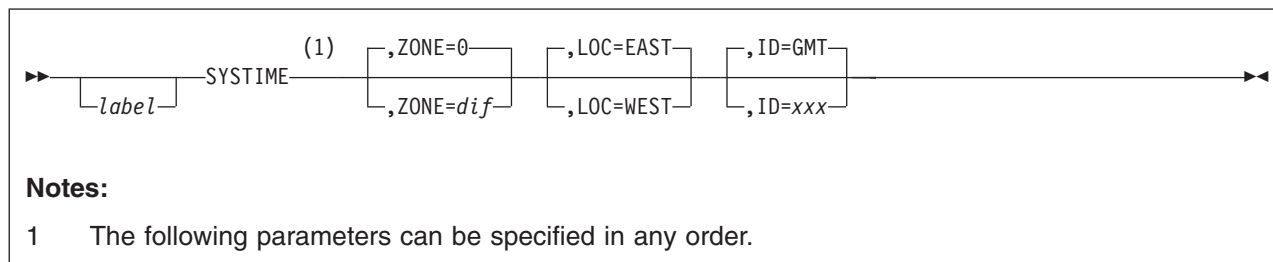 (1) ,ZONE=0 ,LOC=EAST ,ID=GMT
SYSTIME
label ,ZONE=dif ,LOC=WEST ,ID=xxx
Notes:
1 The following parameters can be specified in any order.